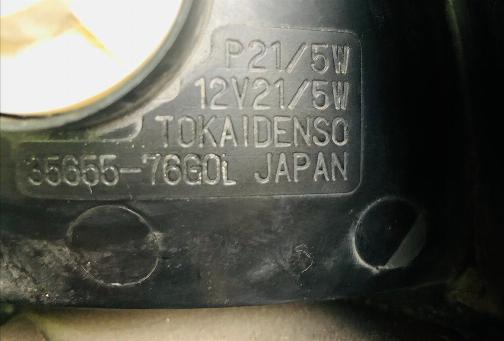 P21/5W
12V21/5W
TOKAIDENSO
35655-76G0L JAPAN